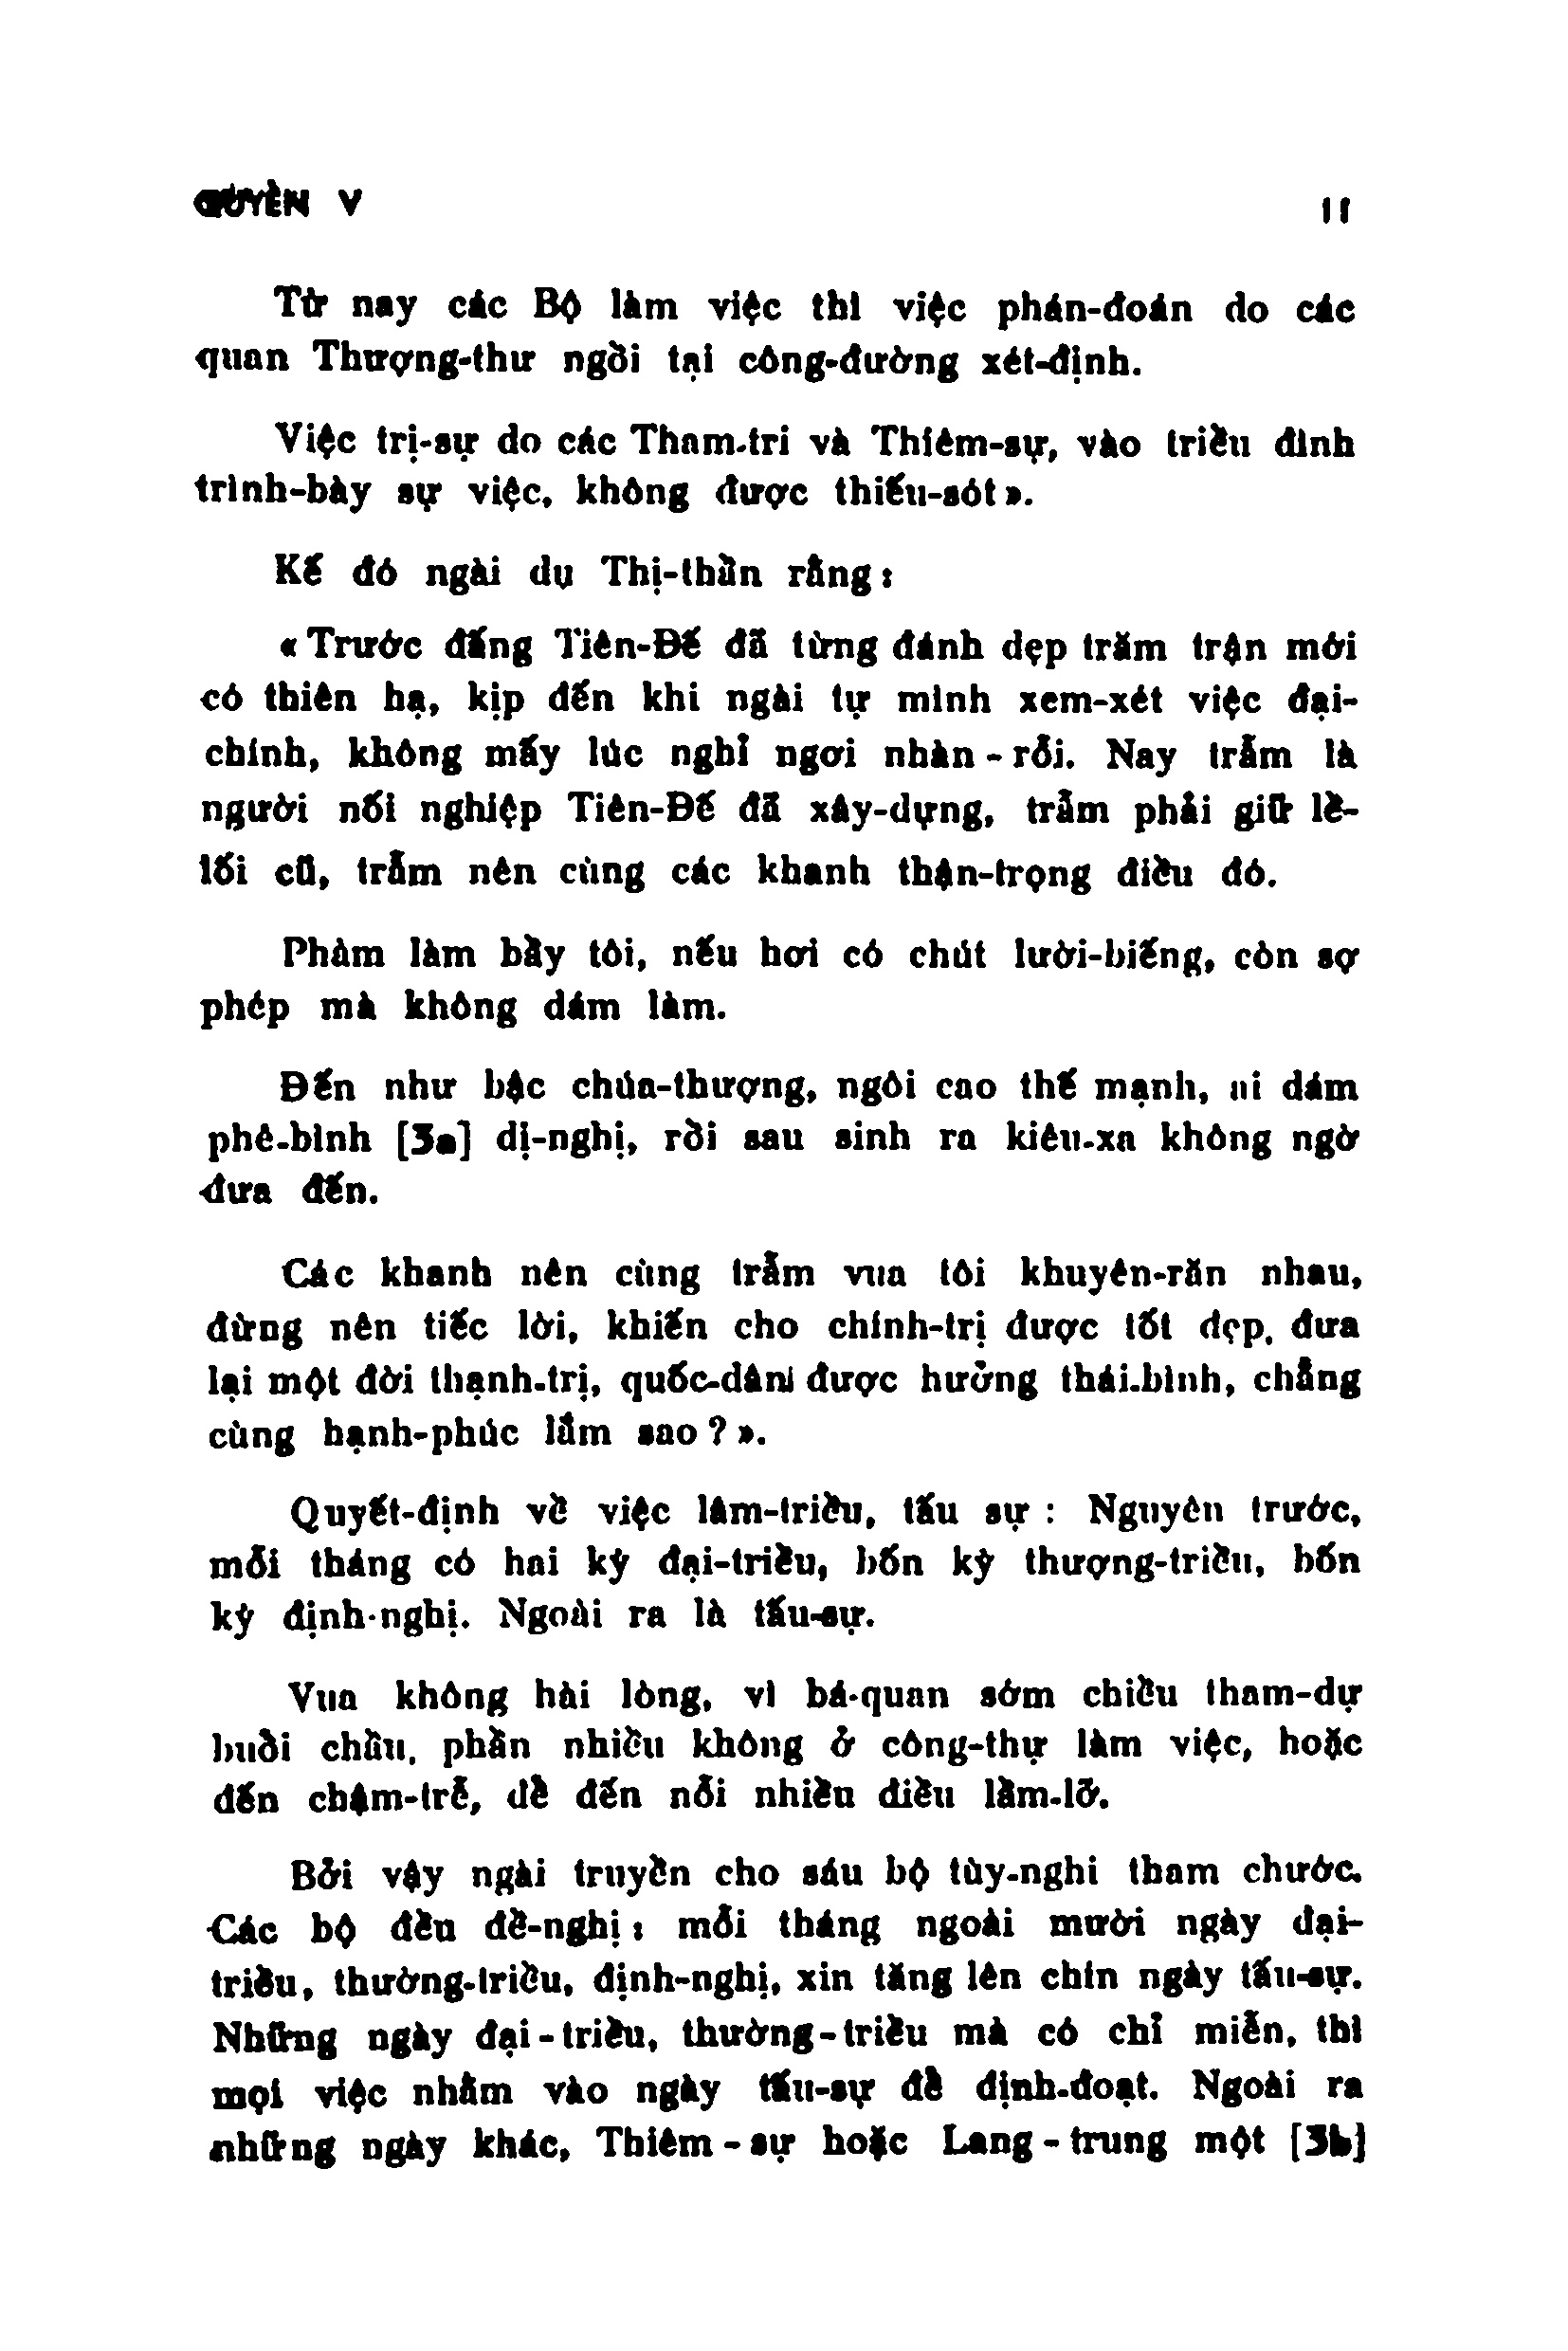 QUYỂN V 11
Từ nay các Bộ làm việc thì việc phán-đoán do các
quan Thượng-thư ngồi tại công-đường xét-định.
Việc trị-sự do các Tham-tri và Thiêm-sự, vào triều đình
trình-bày sự việc, không được thiếu-sót ».
Kế đó ngài dụ Thị-thần rằng :
« Trước đấng Tiên-Đế đã từng đánh dẹp trăm trận mới
có thiên hạ, kịp đến khi ngài tự mình xem-xét việc đại-
chính, không mấy lúc nghỉ ngơi nhàn - rỗi. Nay trẫm là
người nối nghiệp Tiên-Đế đã xây-dựng, trẫm phải giữ lề-
lối cũ, trẫm nên cùng các khanh thận-trọng điều đó.
Phàm làm bầy tôi, nếu hơi có chút lười-biếng, còn sợ
phép mà không dám làm.
Đến như bậc chúa-thượng, ngôi cao thế mạnh, ai dám
phê-bình [3a] dị-nghị, rồi sau sinh ra kiêu-xa không ngờ
đưa đến.
Các khanh nên cùng trẫm vua tôi khuyên-răn nhau,
đừng nên tiếc lời, khiến cho chính-trị được tốt đẹp, đưa
lại một đời thạnh-trị, quốc-dân được hưởng thái-bình, chẳng
cùng hạnh-phúc lắm sao ? ».
Quyết-định về việc lâm-triều, tấu sự : Nguyên trước,
mỗi tháng có hai kỳ đại-triều, bốn kỳ thượng-triều, bốn
kỳ định-nghị. Ngoài ra là tấu-sự.
Vua không hài lòng, vì bá-quan sớm chiều tham-dự
buổi chầu, phần nhiều không ở công-thự làm việc, hoặc
đến chậm-trễ, để đến nỗi nhiều điều lầm-lỡ.
Bởi vậy ngài truyền cho sáu bộ tùy-nghi tham chước.
Các bộ đều đề-nghị : mỗi tháng ngoài mười ngày đại-
triều, thường-triều, định-nghị, xin tăng lên chín ngày tấu-sự.
Những ngày đại - triều, thường - triều mà có chỉ miễn, thì
mọi việc nhằm vào ngày tấu-sự để định-đoạt. Ngoài ra
những ngày khác, Thiêm - sự hoặc Lang - trung một [3b]